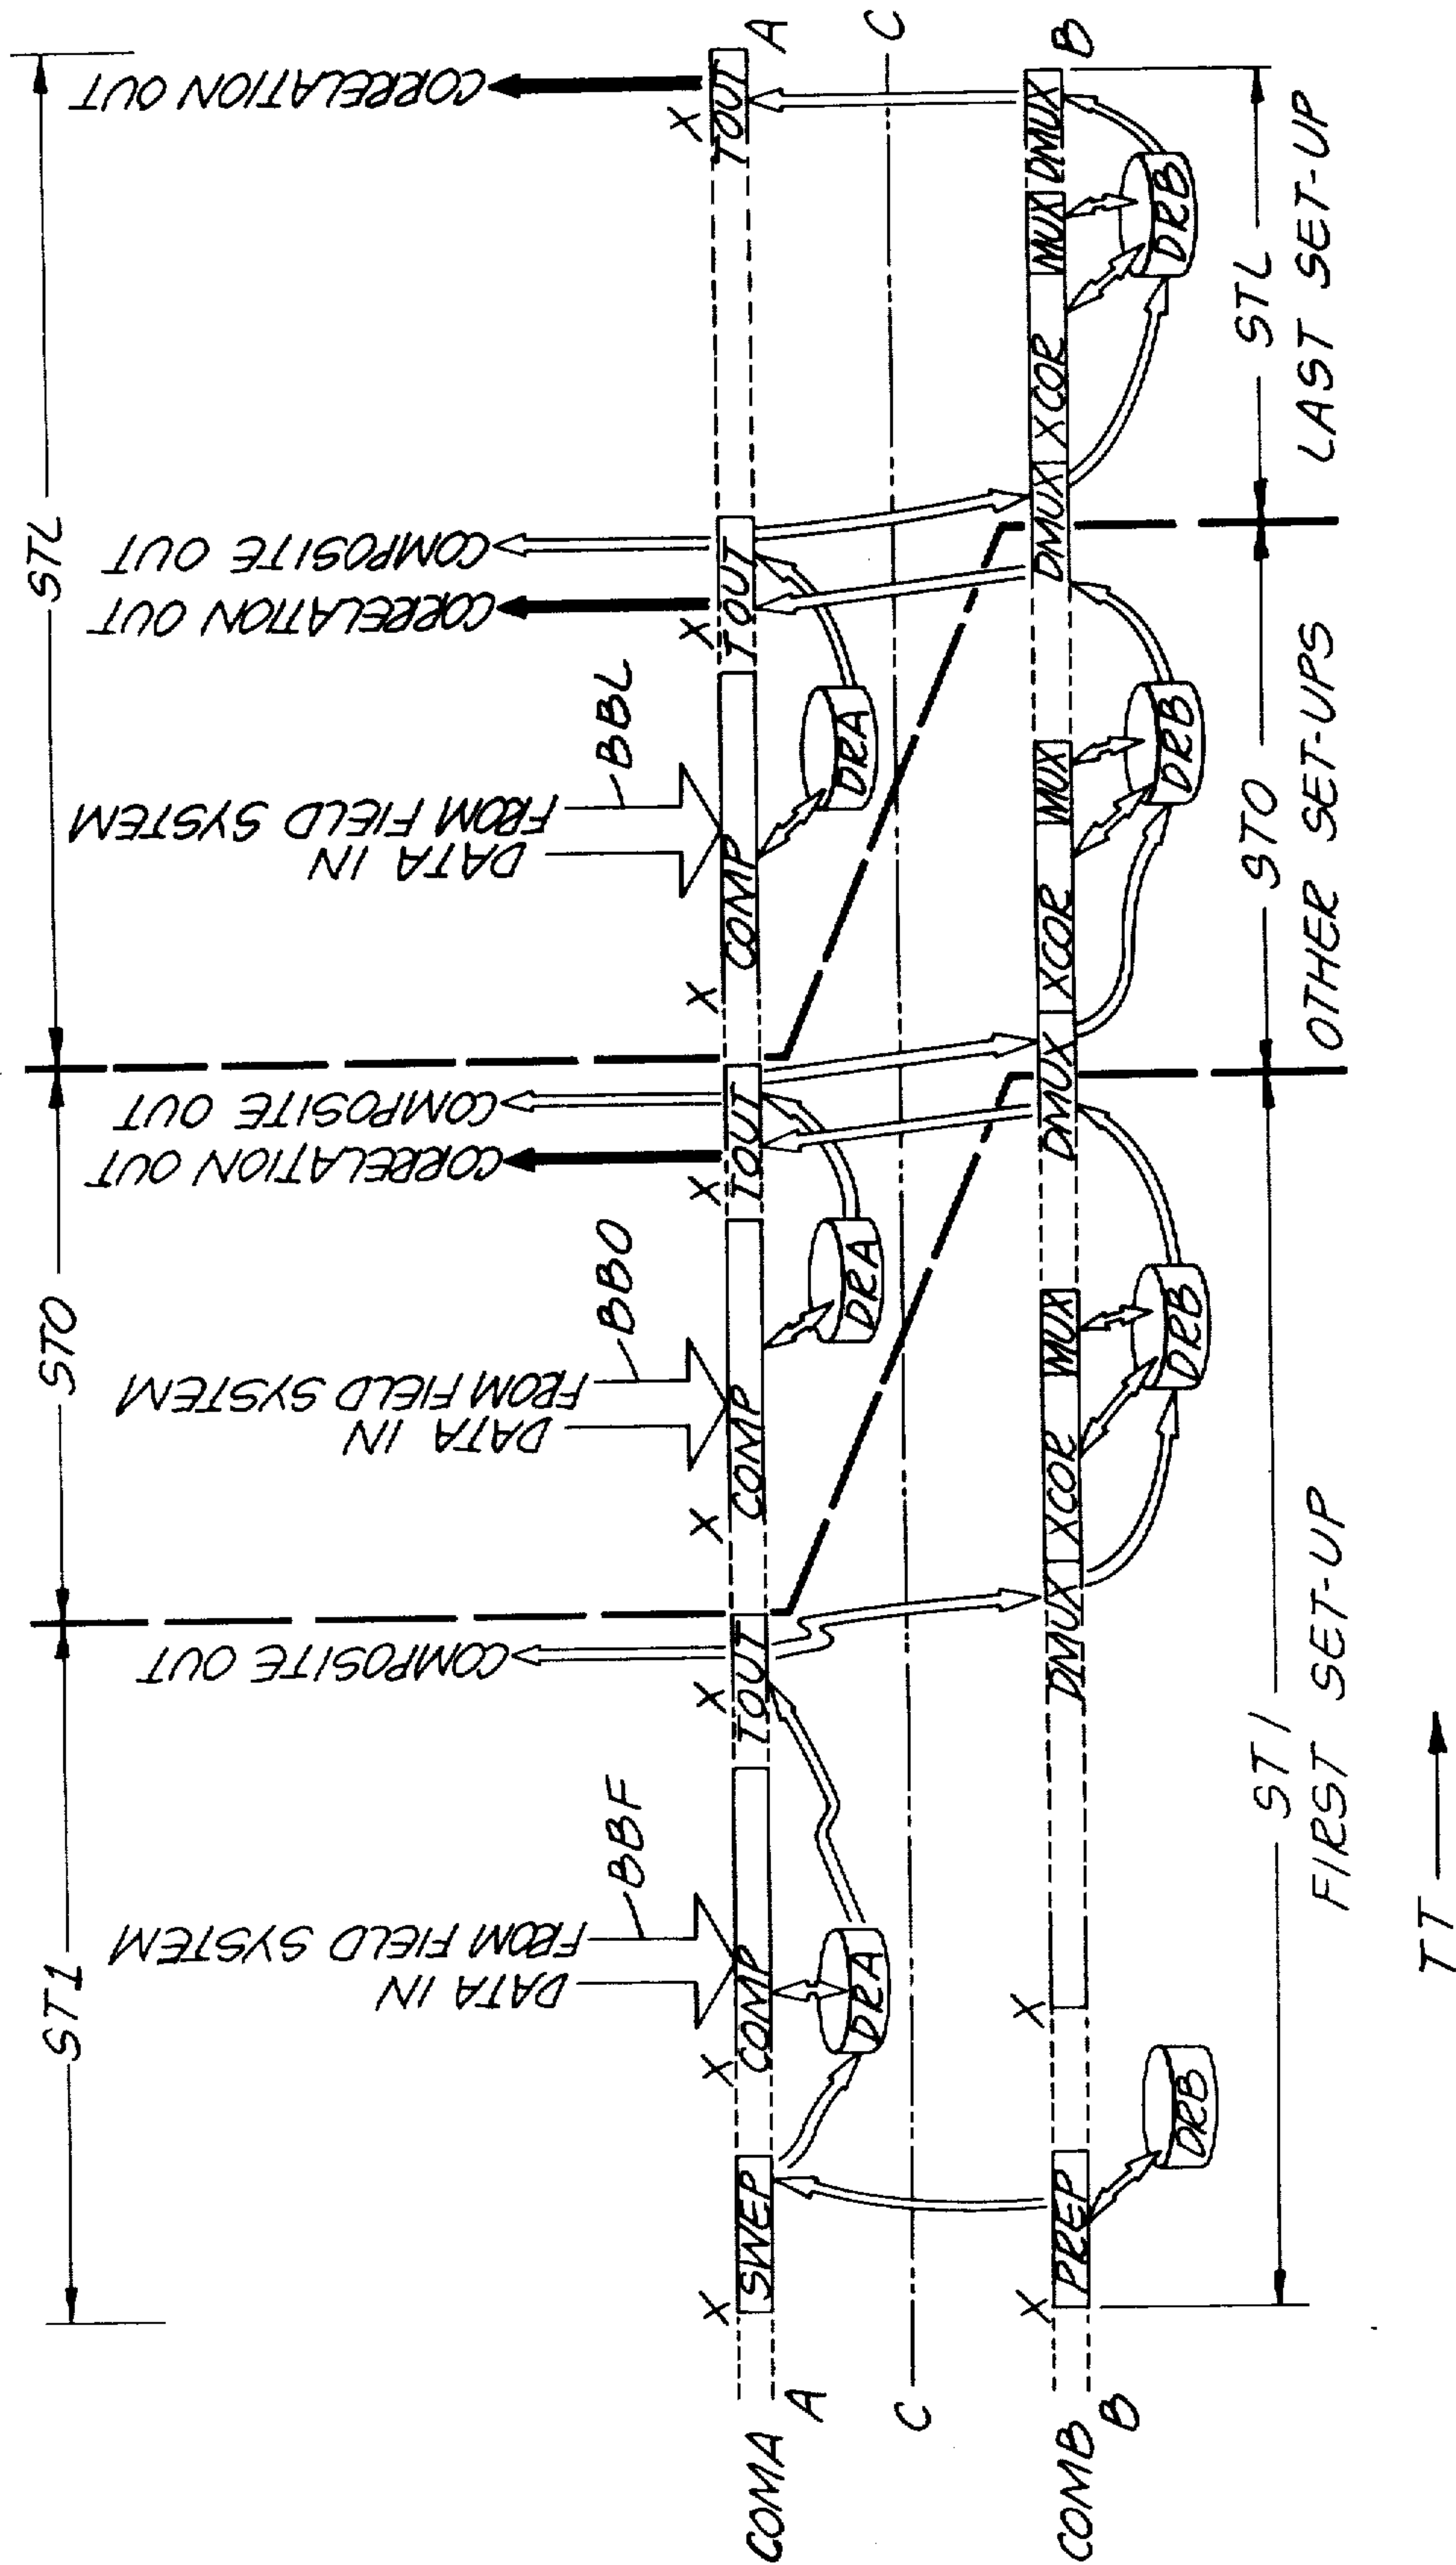 ST1
STO
STL
COMPOSITE OUT
CORRELATION OUT
COMPOSITE OUT
CORRELATION OUT
COMPOSITE OUT
CORRELATION OUT
DATA IN
FROM FIELD SYSTEM
BBF
DATA IN
FROM FIELD SYSTEM
BBO
DATA IN
FROM FIELD SYSTEM
BBL
X X X X X X X X
COMA SWEP COMP TOUT COMP TOUT COMP TOUT TOUT
A A
DRA DRA DRA
C C
X X
COMB PREP DMUX XCOR MUX DMUX XCOR MUX DMUX XCOR MUX DMUX
B B
DRB DRB DRB DRB
ST1 STO STL
FIRST SET-UP OTHER SET-UPS LAST SET-UP
TT